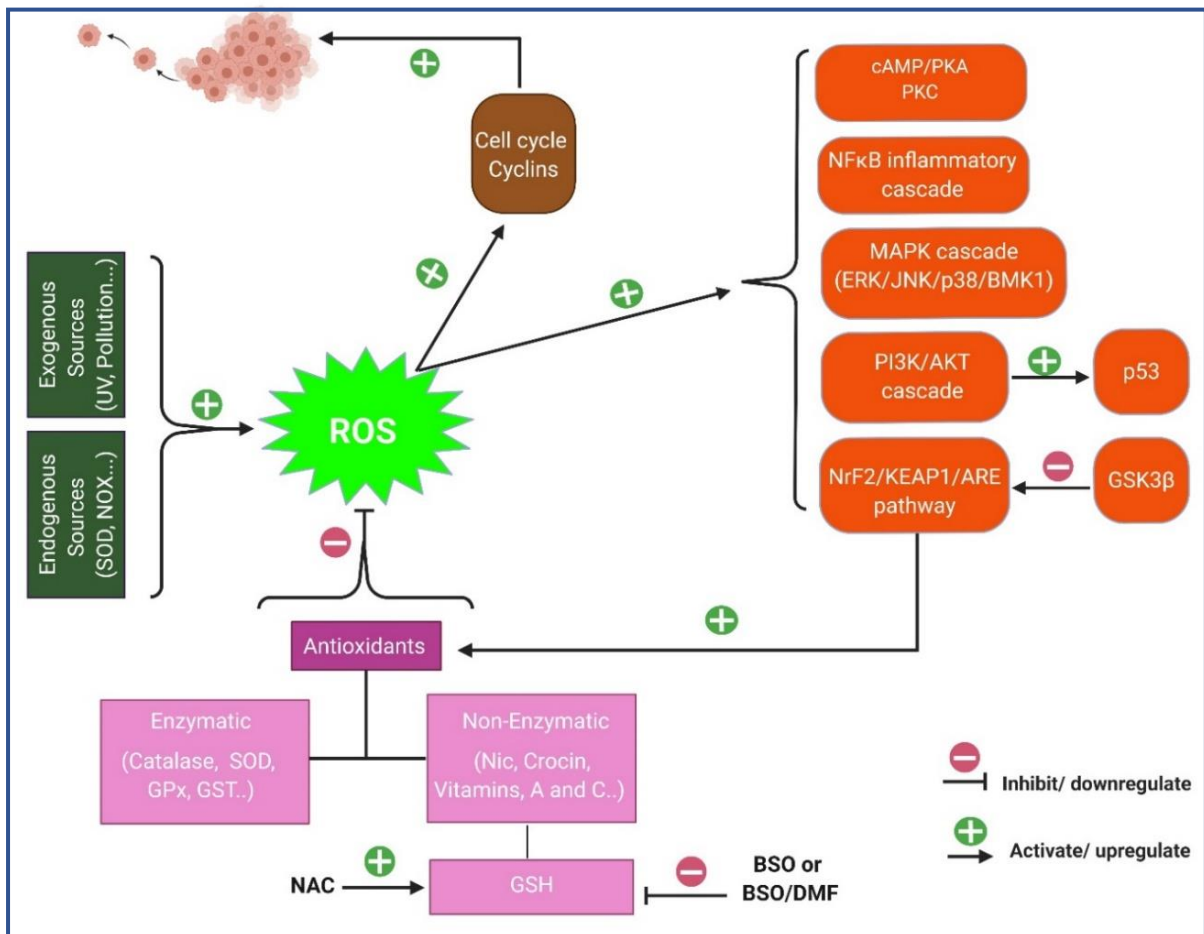 cAMP/PKA
PKC
Cell cycle
Cyclins
NFκB inflammatory
cascade
MAPK cascade
(ERK/JNK/p38/BMK1)
Exogenous
Sources
(UV, Pollution...)
PI3K/AKT
cascade
p53
ROS
Endogenous
Sources
(SOD, NOX...)
NrF2/KEAP1/ARE
pathway
GSK3β
Antioxidants
Enzymatic
(Catalase, SOD,
GPx, GST..)
Non-Enzymatic
(Nic, Crocin,
Vitamins, A and C..)
Inhibit/ downregulate
Activate/ upregulate
NAC
GSH
BSO or
BSO/DMF